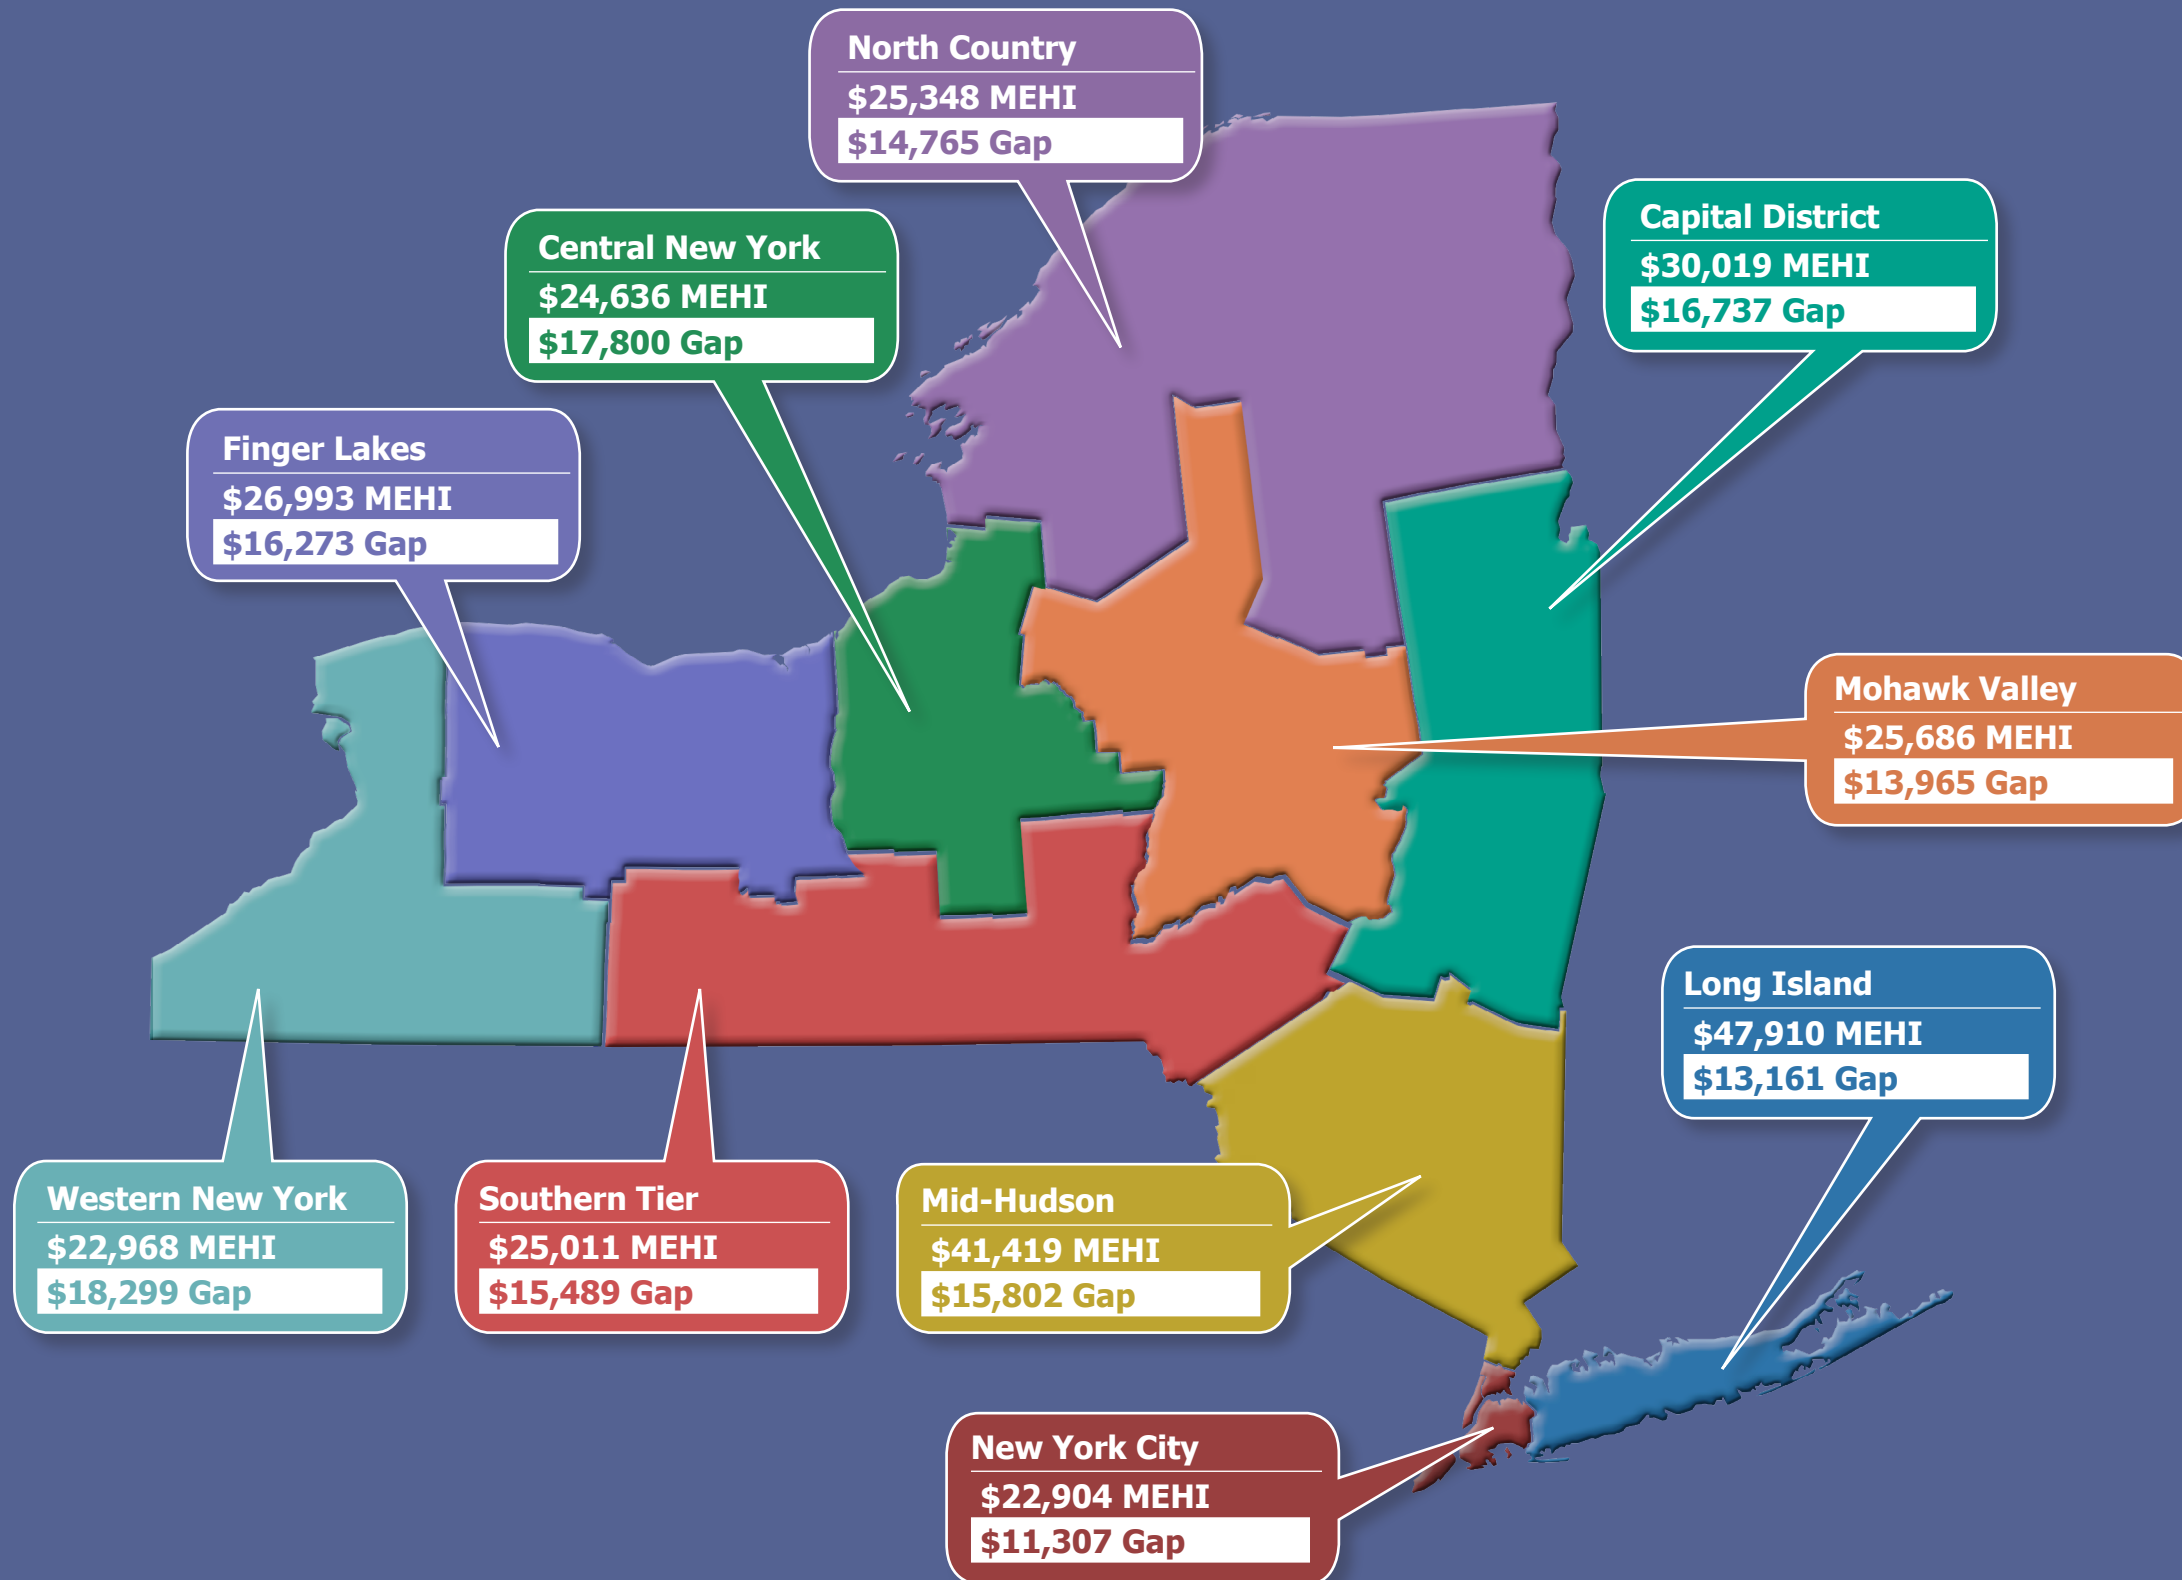 North Country
$25,348 MEHI
$14,765 Gap
Capital District
$30,019 MEHI
$16,737 Gap
Central New York
$24,636 MEHI
$17,800 Gap
Finger Lakes
$26,993 MEHI
$16,273 Gap
Mohawk Valley
$25,686 MEHI
$13,965 Gap
Long Island
$47,910 MEHI
$13,161 Gap
Western New York
$22,968 MEHI
$18,299 Gap
Southern Tier
$25,011 MEHI
$15,489 Gap
Mid-Hudson
$41,419 MEHI
$15,802 Gap
New York City
$22,904 MEHI
$11,307 Gap